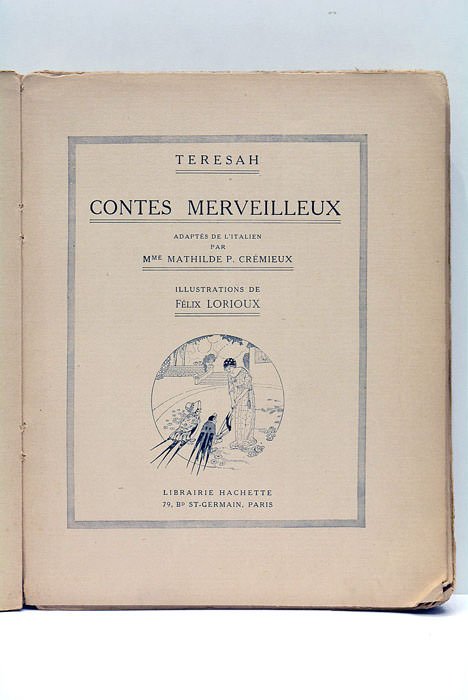 TERESAH
CONTES MERVEILLEUX
ADAPTÉS DE L'ITALIEN
PAR
MME MATHILDE P. CRÉMIEUX
ILLUSTRATIONS DE
FÉLIX LORIOUX
LIBRAIRIE HACHETTE
79, BD ST-GERMAIN, PARIS